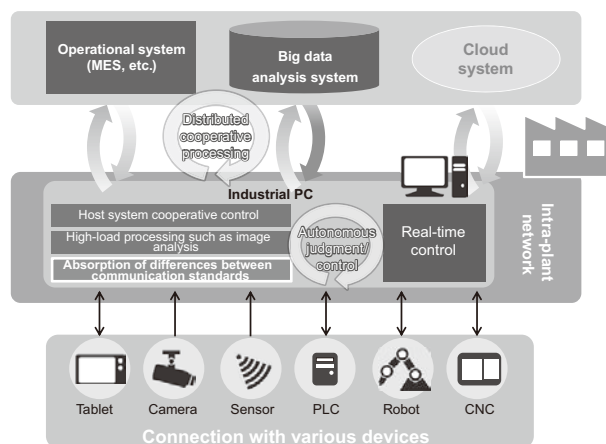 Operational system
(MES, etc.)
Big data
analysis system
Cloud
system
Distributed
cooperative
processing
Industrial PC
Host system cooperative control
High-load processing such as image
analysis
Absorption of differences between
communication standards
Autonomous
judgment/
control
Real-time
control
Intra-plant
network
Tablet
Camera
Sensor
PLC
Robot
CNC
Connection with various devices